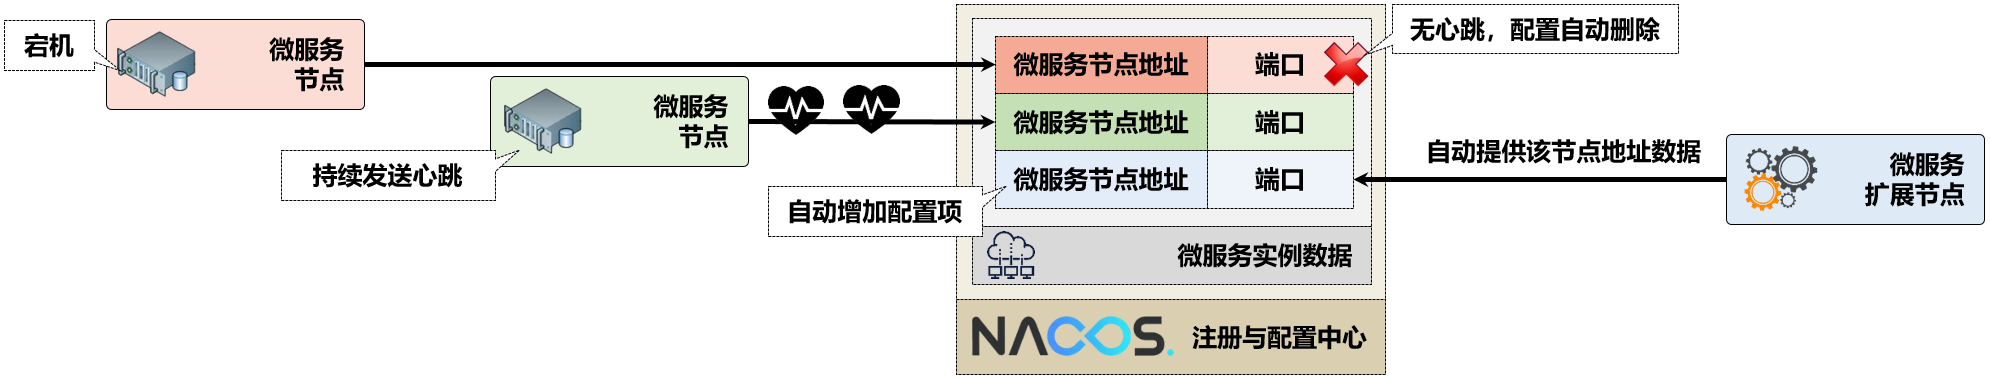 宕机
微服务
节点
持续发送心跳
微服务
节点
无心跳，配置自动删除
微服务节点地址 端口
微服务节点地址 端口
微服务节点地址 端口
自动增加配置项
自动提供该节点地址数据
微服务
扩展节点
微服务实例数据
NACOS. 注册与配置中心